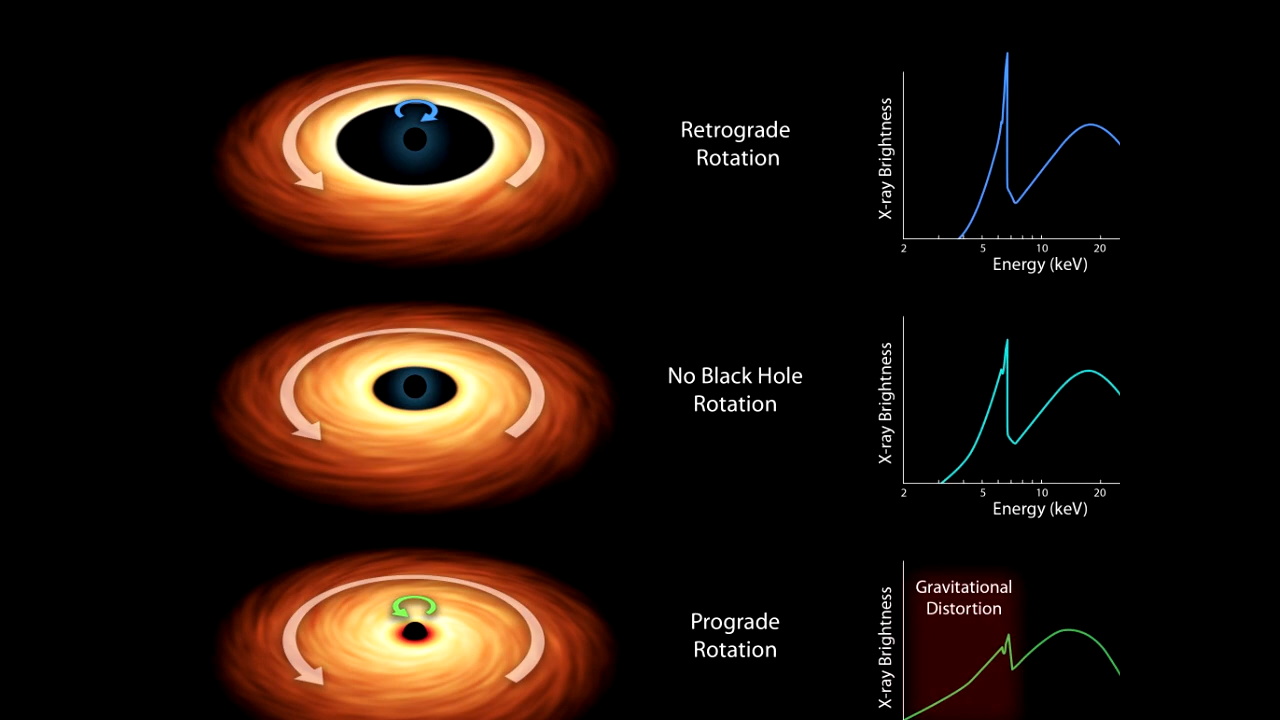 Retrograde
Rotation
X-ray Brightness
2 5 10 20
Energy (keV)
No Black Hole
Rotation
X-ray Brightness
2 5 10 20
Energy (keV)
Prograde
Rotation
X-ray Brightness
Gravitational
Distortion